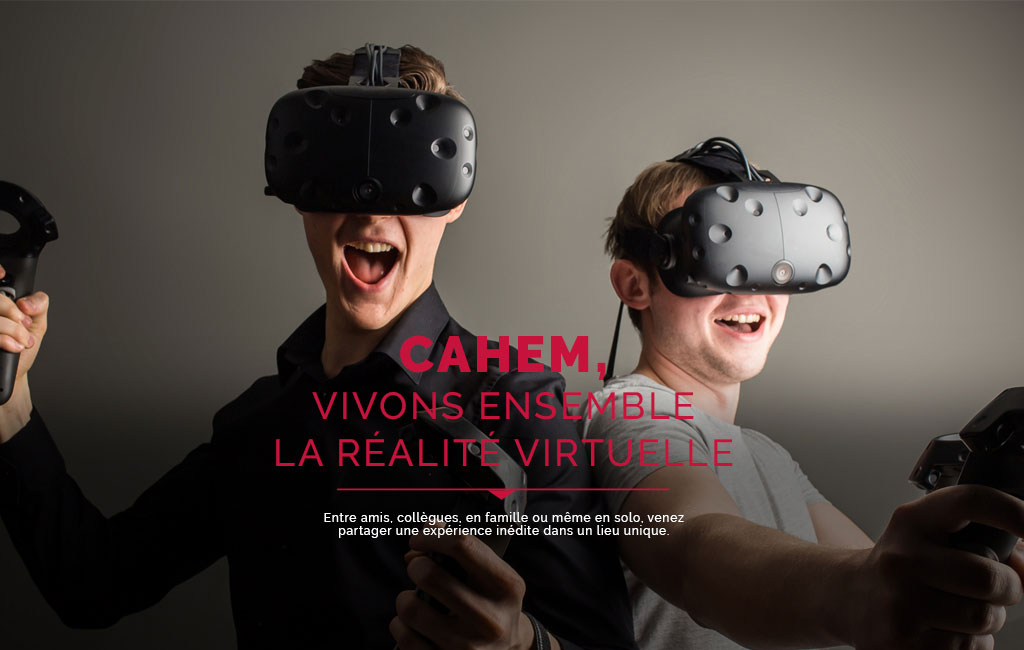 CAHEM,
VIVONS ENSEMBLE
LA RÉALITÉ VIRTUELLE
Entre amis, collègues, en famille ou même en solo, venez
partager une expérience inédite dans un lieu unique.